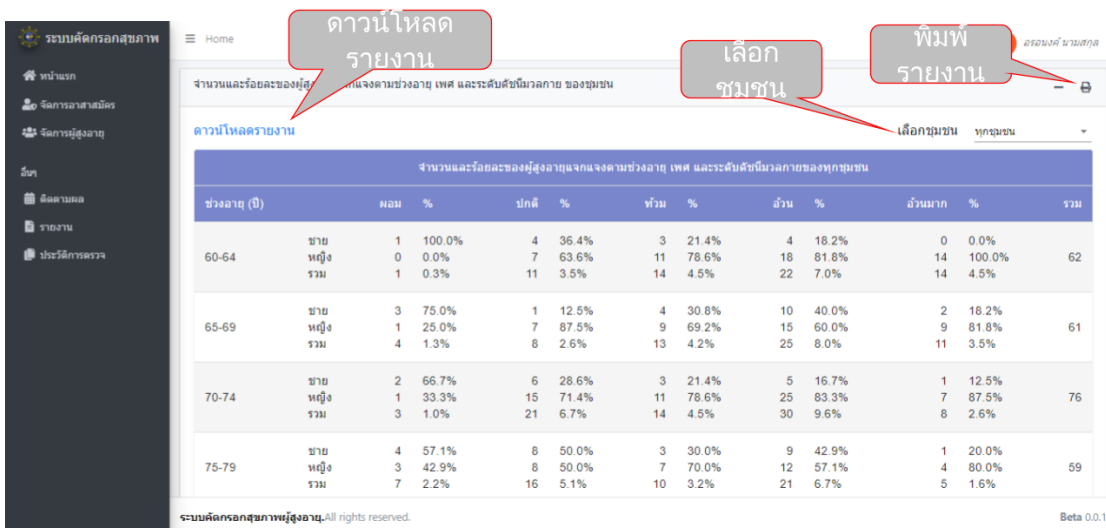 ระบบคัดกรองสุขภาพ
หน้าแรก
จัดการอาสาสมัคร
จัดการผู้สูงอายุ
อื่นๆ
ติดตามผล
รายงาน
ประวัติการตรวจ
Home
ดาวน์โหลด
รายงาน
เลือก
ชุมชน
พิมพ์
รายงาน
อรอนงค์ นามสกุล
จำนวนและร้อยละของผู้สูง แจงตามช่วงอายุ เพศ และระดับดัชนีมวลกาย ของชุมชน
ดาวน์โหลดรายงาน
เลือกชุมชน ทุกชุมชน
จำนวนและร้อยละของผู้สูงอายุแจกแจงตามช่วงอายุ เพศ และระดับดัชนีมวลกายของทุกชุมชน
ช่วงอายุ (ปี) ผอม % ปกติ % ท้วม % อ้วน % อ้วนมาก % รวม
ชาย 1 100.0% 4 36.4% 3 21.4% 4 18.2% 0 0.0%
60-64 หญิง 0 0.0% 7 63.6% 11 78.6% 18 81.8% 14 100.0% 62
รวม 1 0.3% 11 3.5% 14 4.5% 22 7.0% 14 4.5%
ชาย 3 75.0% 1 12.5% 4 30.8% 10 40.0% 2 18.2%
65-69 หญิง 1 25.0% 7 87.5% 9 69.2% 15 60.0% 9 81.8% 61
รวม 4 1.3% 8 2.6% 13 4.2% 25 8.0% 11 3.5%
ชาย 2 66.7% 6 28.6% 3 21.4% 5 16.7% 1 12.5%
70-74 หญิง 1 33.3% 15 71.4% 11 78.6% 25 83.3% 7 87.5% 76
รวม 3 1.0% 21 6.7% 14 4.5% 30 9.6% 8 2.6%
ชาย 4 57.1% 8 50.0% 3 30.0% 9 42.9% 1 20.0%
75-79 หญิง 3 42.9% 8 50.0% 7 70.0% 12 57.1% 4 80.0% 59
รวม 7 2.2% 16 5.1% 10 3.2% 21 6.7% 5 1.6%
ระบบคัดกรองสุขภาพผู้สูงอายุ.All rights reserved.
Beta 0.0.1